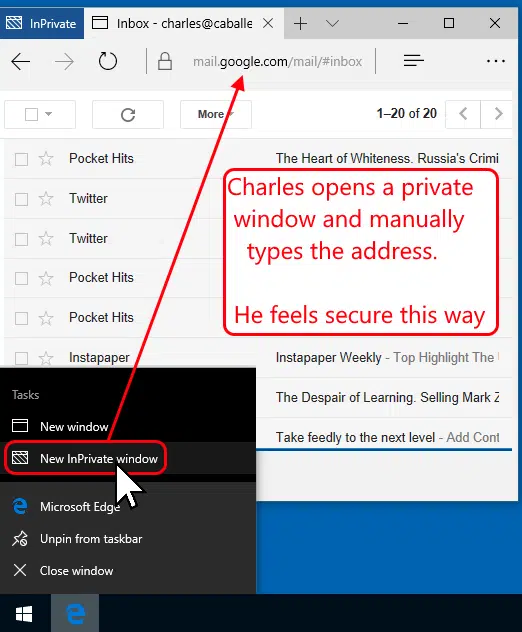 InPrivate
Inbox - charles@caballe
mail.google.com/mail/#inbox
More
1–20 of 20
Pocket Hits The Heart of Whiteness. Russia's Crimi
Twitter
Twitter
Pocket Hits
Pocket Hits
Charles opens a private
window and manually
types the address.
He feels secure this way
Instapaper Instapaper Weekly - Top Highlight The
The Despair of Learning. Selling Mark Z
Take feedly to the next level - Add Cont
Tasks
New window
New InPrivate window
Microsoft Edge
Unpin from taskbar
Close window